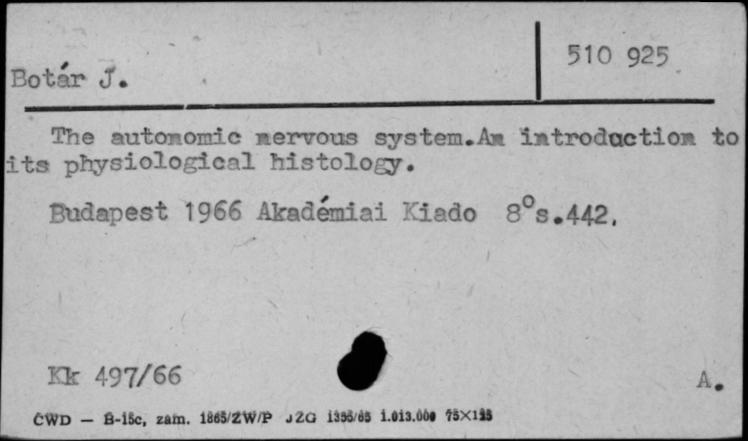 510 925
Botár J.
The autonomic nervous system.An introduction to
its physiological histology.
Budapest 1966 Akadémiai Kiado 8°s.442.
Kk 497/66
A.
CWD — B-15c, zam. 1865/ZW/P JZG 1355/65 1.013.000 75×125